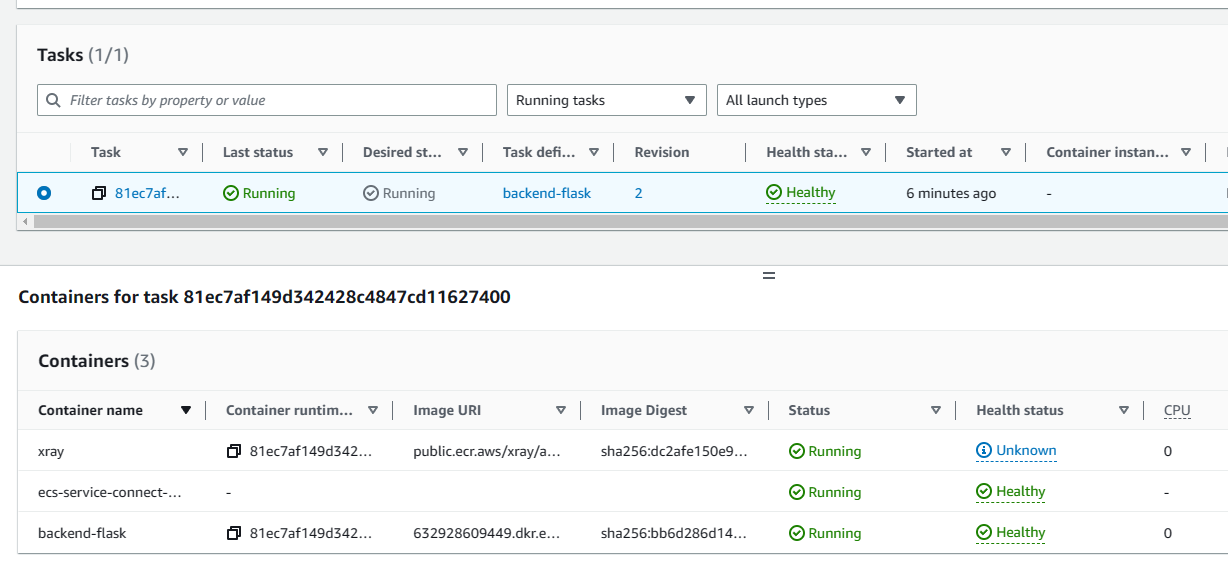 Tasks (1/1)
Filter tasks by property or value Running tasks All launch types
Task Last status Desired st... Task defi... Revision Health sta... Started at Container instan...
81ec7af... Running Running backend-flask 2 Healthy 6 minutes ago -
Containers for task 81ec7af149d342428c4847cd11627400
Containers (3)
Container name Container runtim... Image URI Image Digest Status Health status CPU
xray 81ec7af149d342... public.ecr.aws/xray/a... sha256:dc2afe150e9... Running Unknown 0
ecs-service-connect-... - Running Healthy -
backend-flask 81ec7af149d342... 632928609449.dkr.e... sha256:bb6d286d14... Running Healthy 0